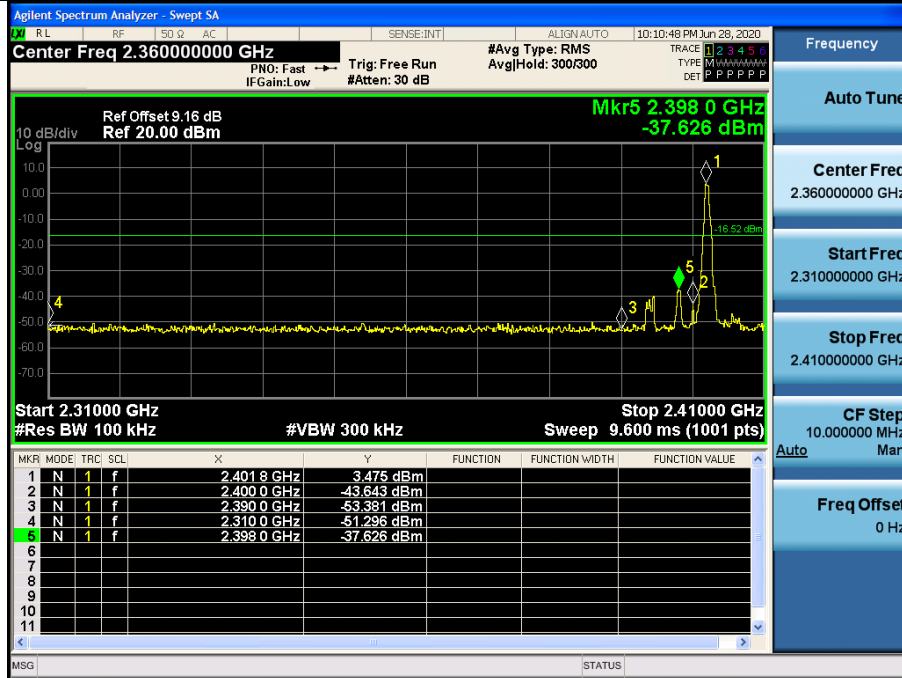 Agilent Spectrum Analyzer - Swept SA
LXI RL RF 50 Ω AC SENSE:INT ALIGN AUTO 10:10:48 PM Jun 28, 2020
Center Freq 2.360000000 GHz
PNO: Fast
IFGain:Low
Trig: Free Run
#Atten: 30 dB
#Avg Type: RMS
Avg|Hold: 300/300
TRACE 1 2 3 4 5 6
TYPE M WWWWW
DET P P P P P P
Ref Offset 9.16 dB
Ref 20.00 dBm
10 dB/div
Log
Mkr5 2.398 0 GHz
-37.626 dBm
10.0
0.00
-10.0
-20.0
-30.0
-40.0
-50.0
-60.0
-70.0
1
-16.52 dBm
5
2
4
3
Start 2.31000 GHz
Stop 2.41000 GHz
#Res BW 100 kHz
#VBW 300 kHz
Sweep 9.600 ms (1001 pts)
MKR MODE TRC SCL X Y FUNCTION FUNCTION WIDTH FUNCTION VALUE
1 N 1 f 2.401 8 GHz 3.475 dBm
2 N 1 f 2.400 0 GHz -43.643 dBm
3 N 1 f 2.390 0 GHz -53.381 dBm
4 N 1 f 2.310 0 GHz -51.296 dBm
5 N 1 f 2.398 0 GHz -37.626 dBm
6
7
8
9
10
11
MSG STATUS
Frequency
Auto Tune
Center Freq
2.360000000 GHz
Start Freq
2.310000000 GHz
Stop Freq
2.410000000 GHz
CF Step
10.000000 MHz
Auto Man
Freq Offset
0 Hz